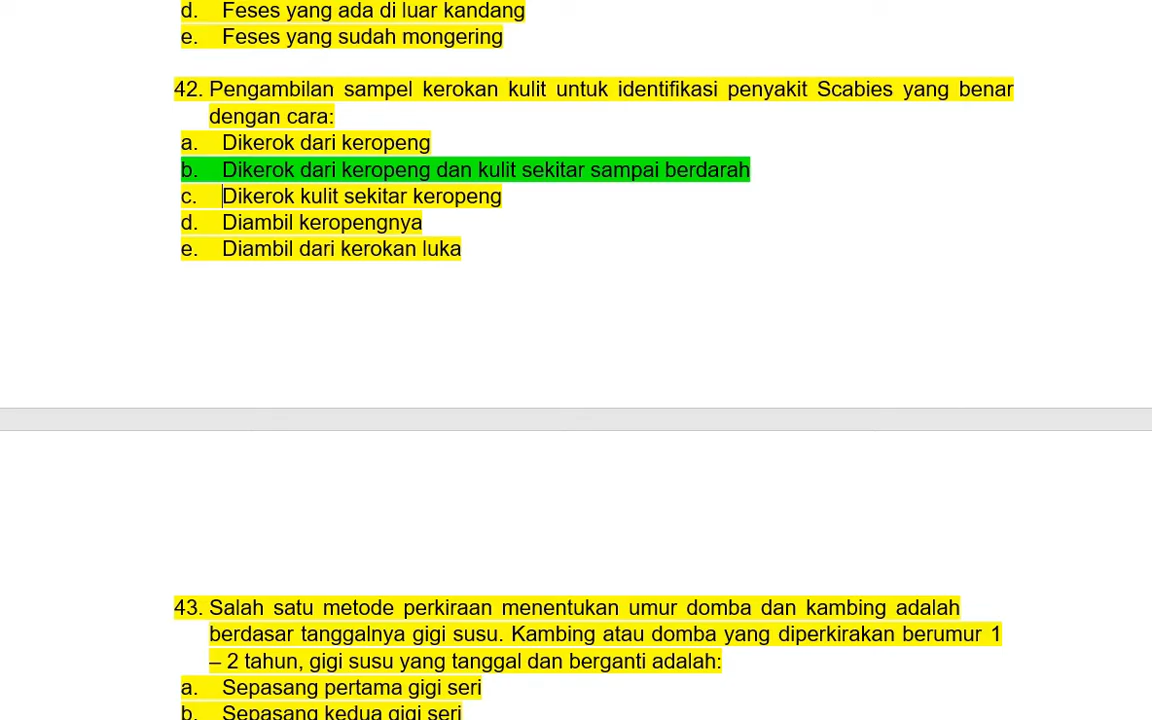 d. Feses yang ada di luar kandang
e. Feses yang sudah mongering
42. Pengambilan sampel kerokan kulit untuk identifikasi penyakit Scabies yang benar
dengan cara:
a. Dikerok dari keropeng
b. Dikerok dari keropeng dan kulit sekitar sampai berdarah
c. Dikerok kulit sekitar keropeng
d. Diambil keropengnya
e. Diambil dari kerokan luka
43. Salah satu metode perkiraan menentukan umur domba dan kambing adalah
berdasar tanggalnya gigi susu. Kambing atau domba yang diperkirakan berumur 1
– 2 tahun, gigi susu yang tanggal dan berganti adalah:
a. Sepasang pertama gigi seri
b. Sepasang kedua gigi seri